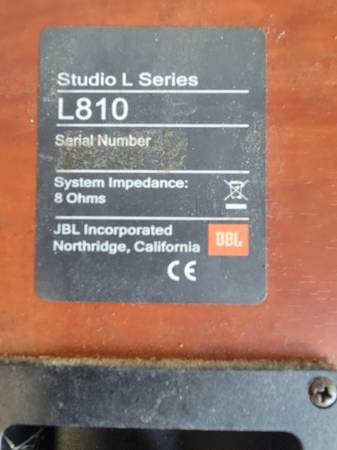 Studio L Series
L810
Serial Number
System Impedance:
8 Ohms
JBL Incorporated
Northridge, California
JBL
CE